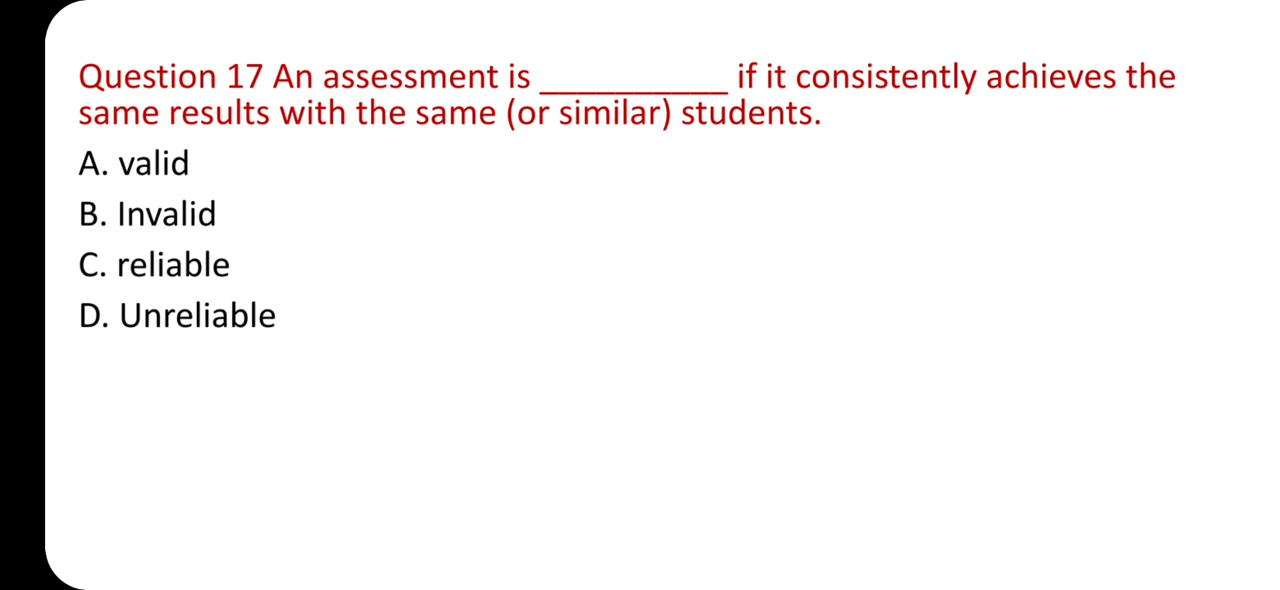 Question 17 An assessment is __________ if it consistently achieves the
same results with the same (or similar) students.
A. valid
B. Invalid
C. reliable
D. Unreliable